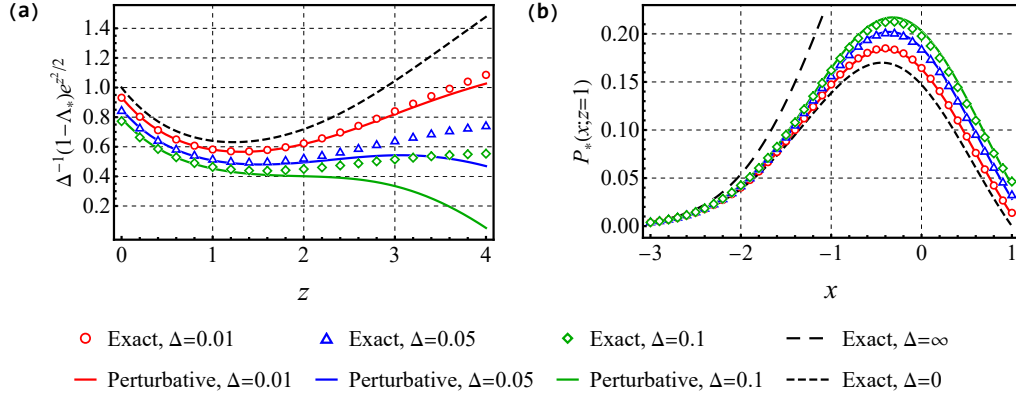 (a)
Δ⁻¹(1−Λ*)e^{z²/2}
1.4
1.2
1.0
0.8
0.6
0.4
0.2
0 1 2 3 4
z
(b)
P*(x;z=1)
0.20
0.15
0.10
0.05
0.00
−3 −2 −1 0 1
x
Exact, Δ=0.01 Exact, Δ=0.05 Exact, Δ=0.1 Exact, Δ=∞
Perturbative, Δ=0.01 Perturbative, Δ=0.05 Perturbative, Δ=0.1 Exact, Δ=0